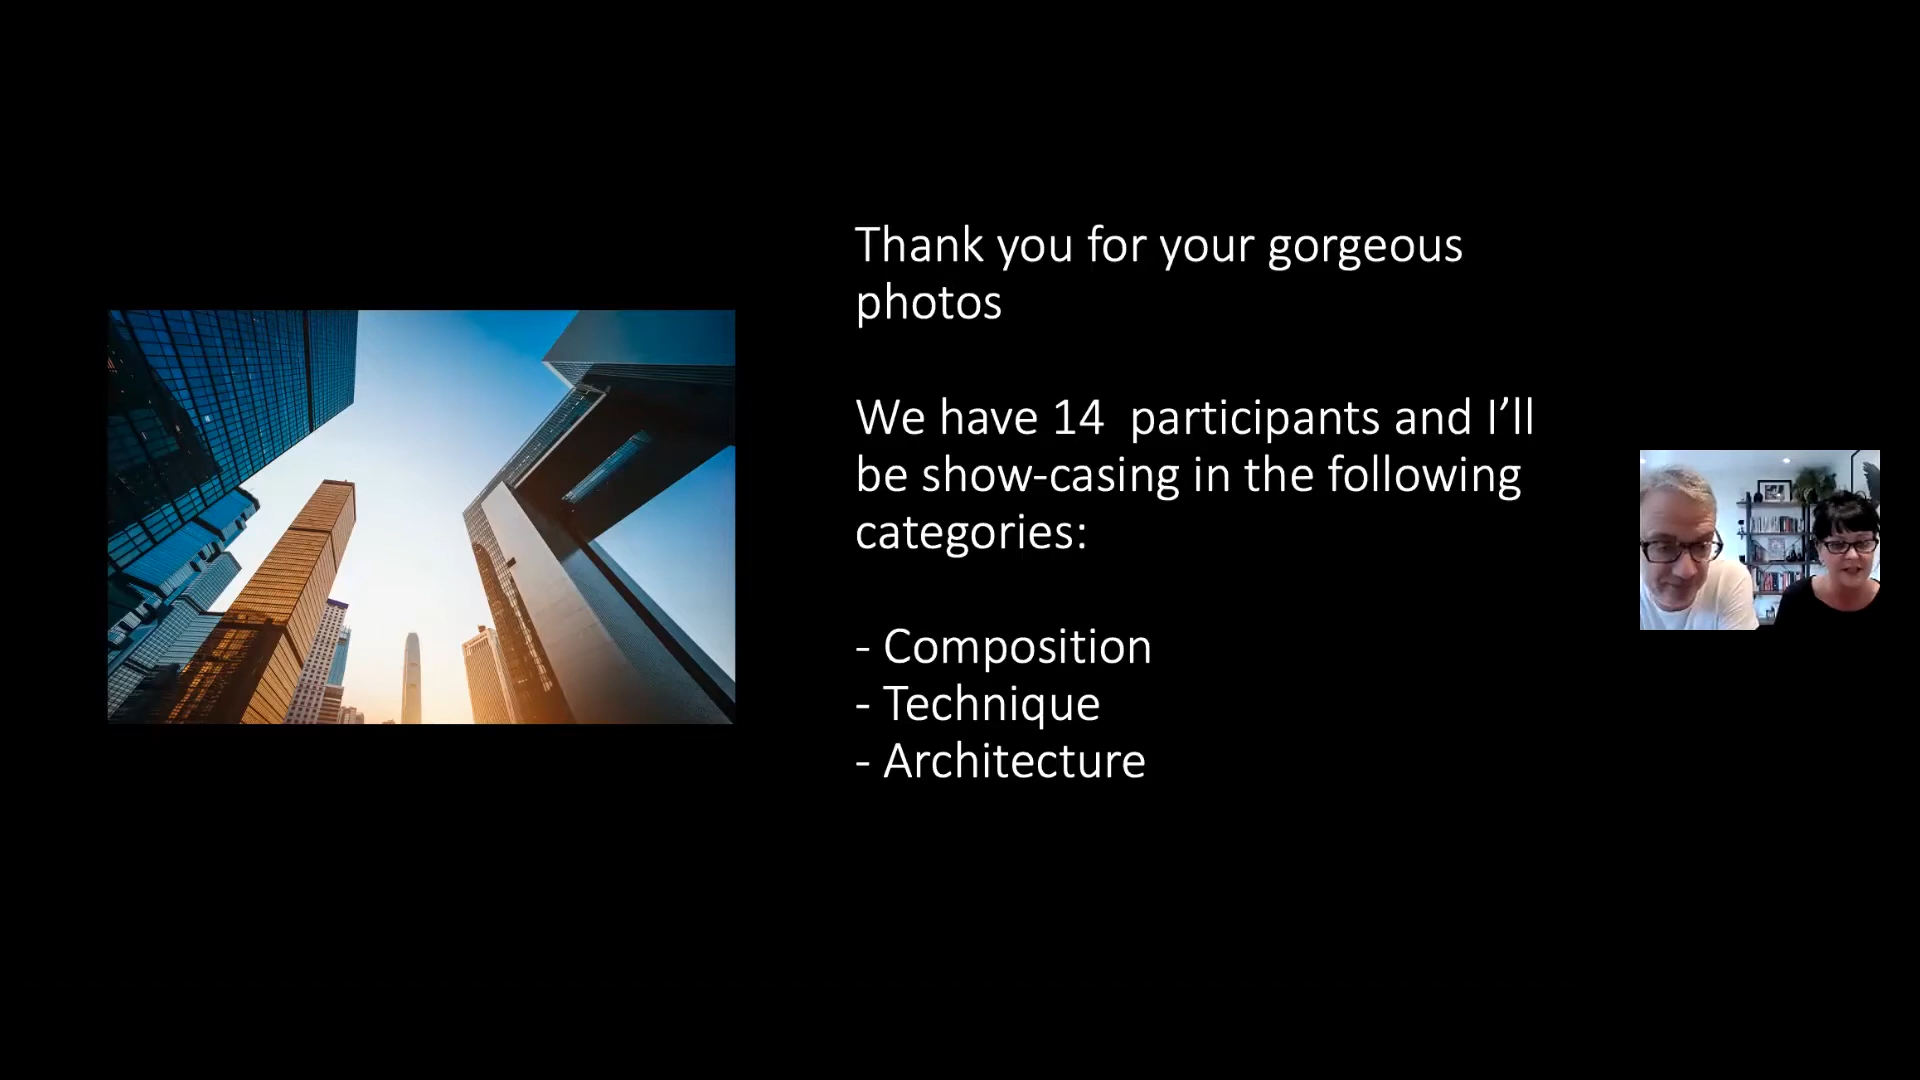 Thank you for your gorgeous
photos
We have 14  participants and I’ll
be show-casing in the following
categories:
- Composition
- Technique
- Architecture